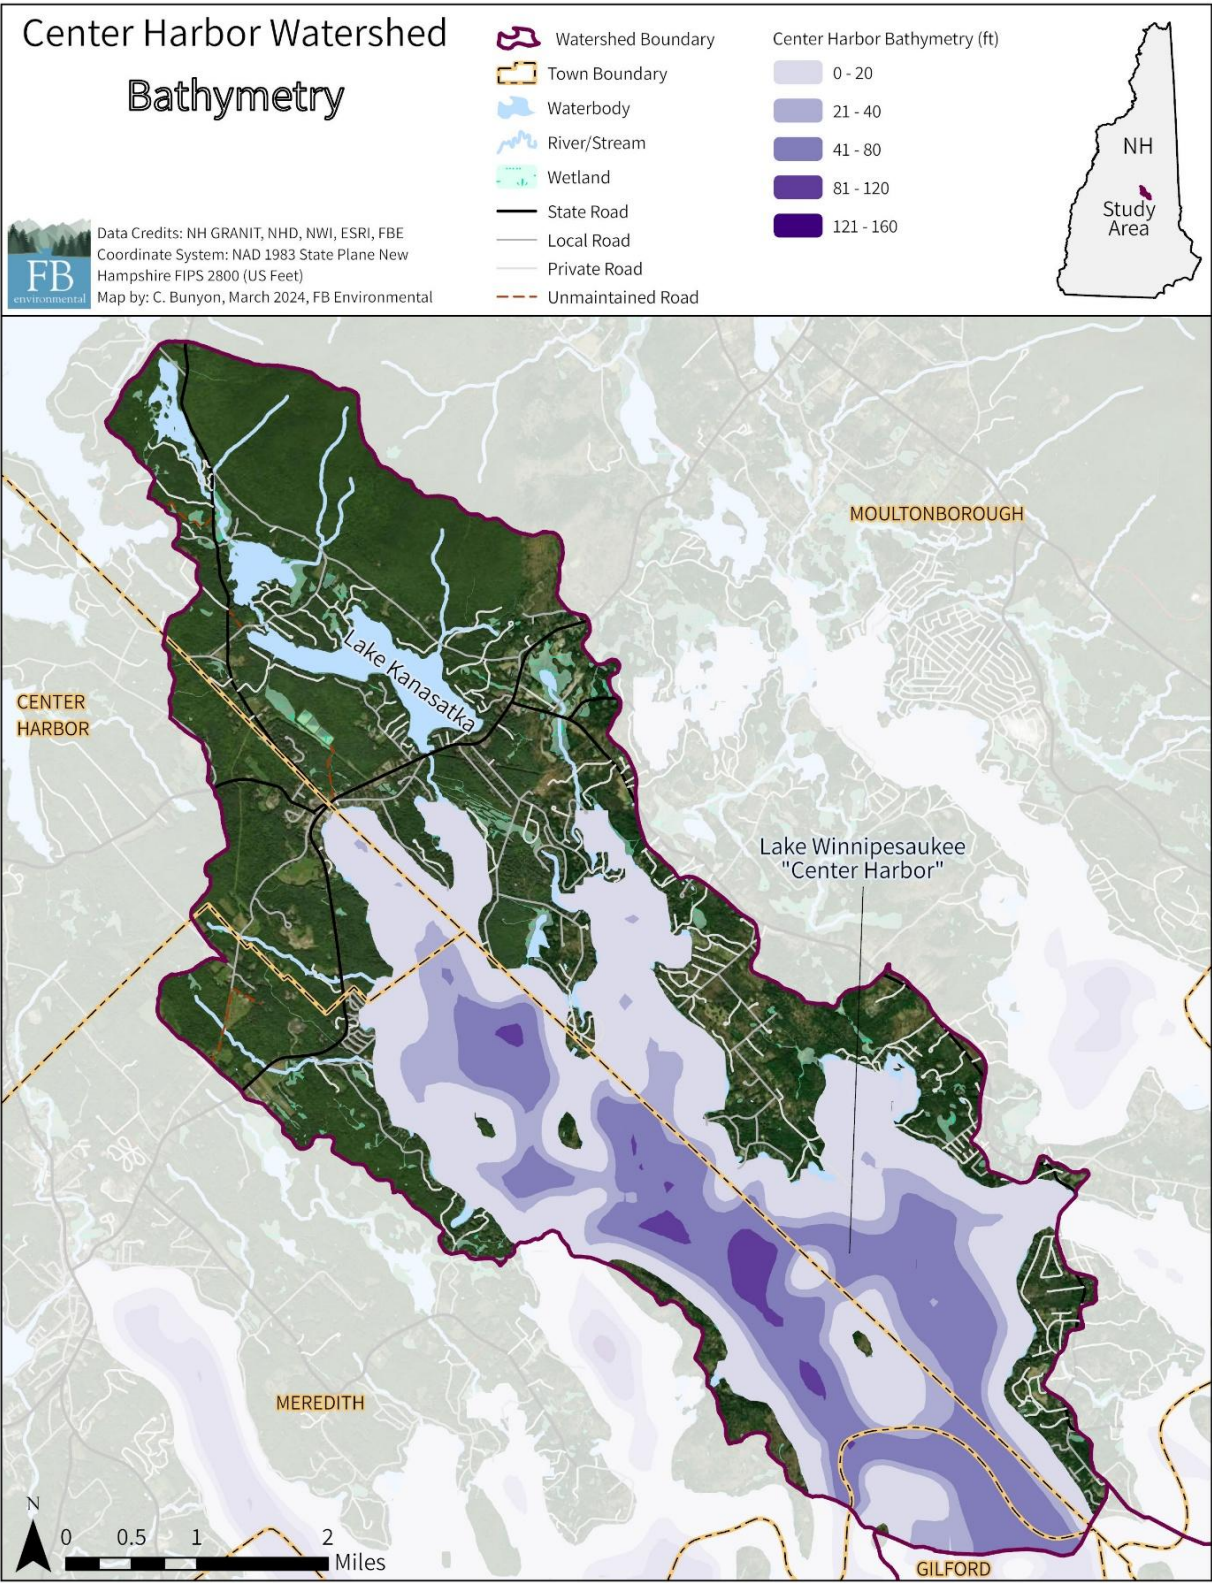 Center Harbor Watershed
Bathymetry
FB
environmental
Data Credits: NH GRANIT, NHD, NWI, ESRI, FBE
Coordinate System: NAD 1983 State Plane New
Hampshire FIPS 2800 (US Feet)
Map by: C. Bunyon, March 2024, FB Environmental
Watershed Boundary
Town Boundary
Waterbody
River/Stream
Wetland
State Road
Local Road
Private Road
Unmaintained Road
Center Harbor Bathymetry (ft)
0 - 20
21 - 40
41 - 80
81 - 120
121 - 160
NH
Study
Area
MOULTONBOROUGH
Lake Kanasatka
CENTER
HARBOR
Lake Winnipesaukee
"Center Harbor"
MEREDITH
GILFORD
N
0 0.5 1 2
Miles